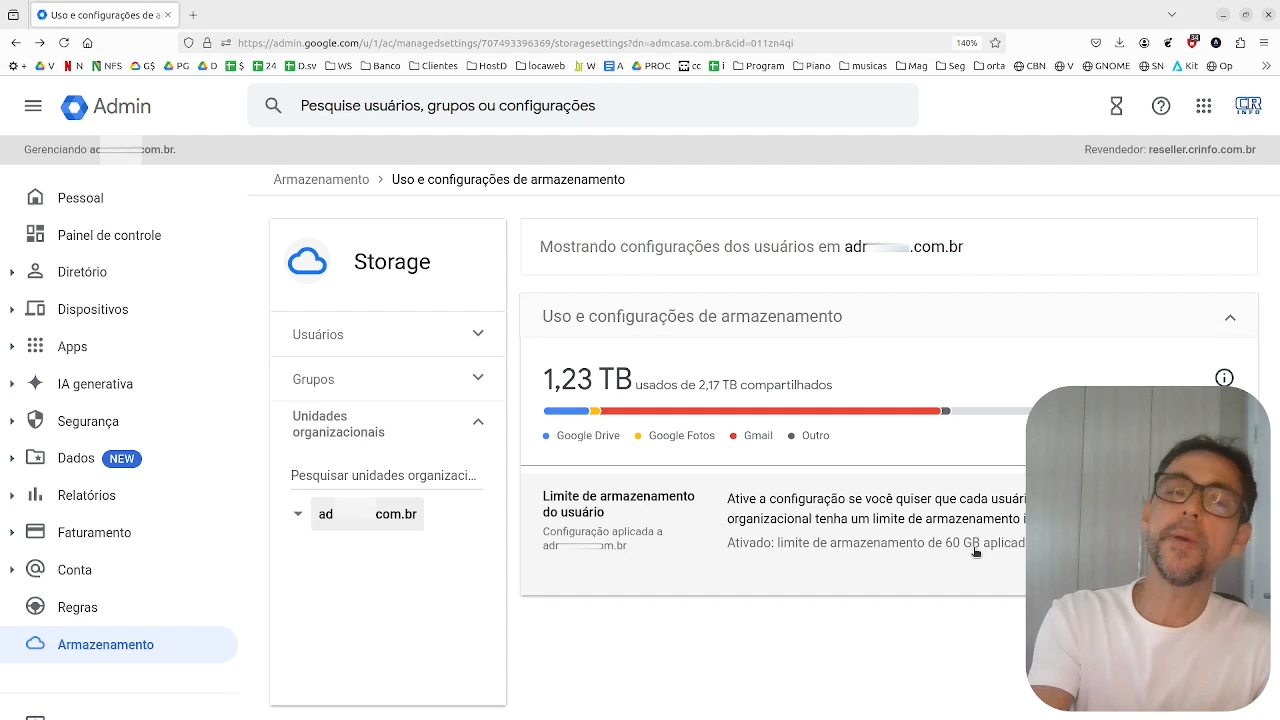 Uso e configurações de a
https://admin.google.com/u/1/ac/managedsettings/707493396369/storagesettings?dn=admcasa.com.br&cid=011zn4qi
140%
34
V N NFS G$ PG D $ 24 D.sv WS Banco Clientes HostD locaweb W A PROC cc i Program Piano musicas Mag Seg orta CBN V GNOME SN Kit Op
Admin
Pesquise usuários, grupos ou configurações
CR
INFO
Gerenciando ad com.br.
Revendedor: reseller.crinfo.com.br
Armazenamento > Uso e configurações de armazenamento
Pessoal
Painel de controle
Diretório
Dispositivos
Apps
IA generativa
Segurança
Dados NEW
Relatórios
Faturamento
Conta
Regras
Armazenamento
Storage
Usuários
Grupos
Unidades
organizacionais
Pesquisar unidades organizaci...
ad com.br
Mostrando configurações dos usuários em adr .com.br
Uso e configurações de armazenamento
1,23 TB usados de 2,17 TB compartilhados
Google Drive Google Fotos Gmail Outro
Limite de armazenamento
do usuário
Configuração aplicada a
adr om.br
Ative a configuração se você quiser que cada usuári
organizacional tenha um limite de armazenamento i
Ativado: limite de armazenamento de 60 GB aplicad